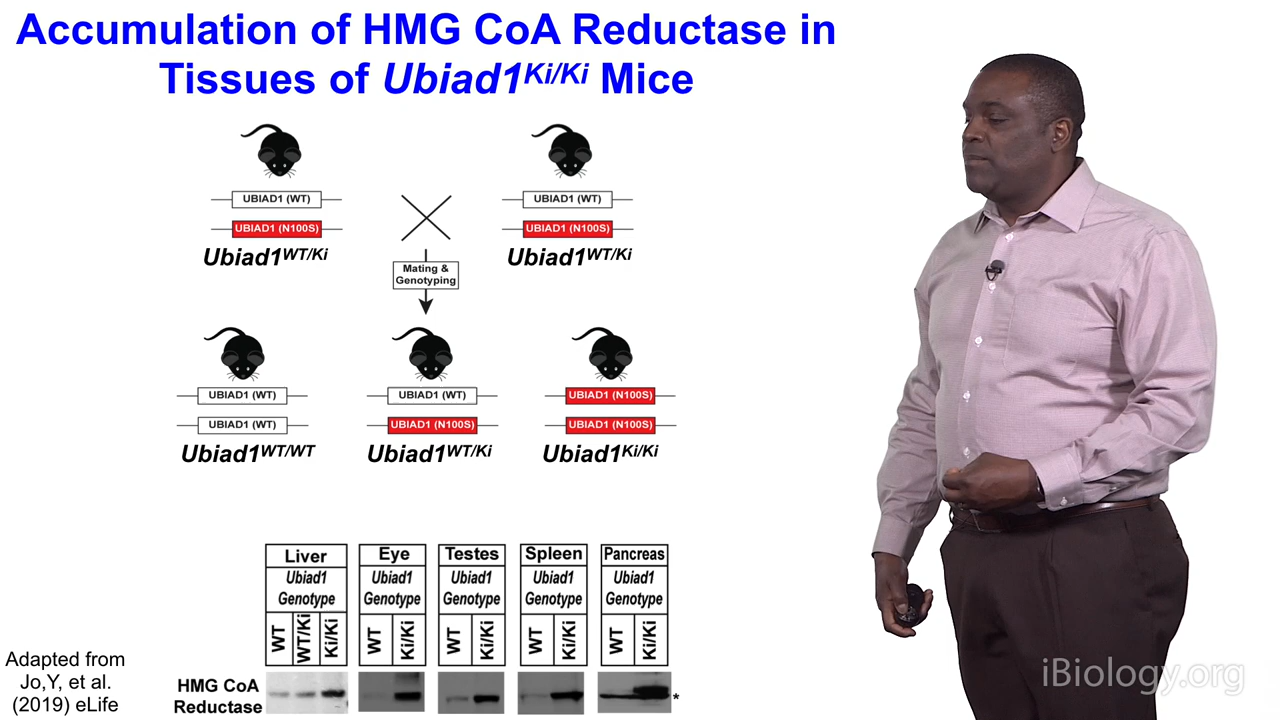 Accumulation of HMG CoA Reductase in
Tissues of Ubiad1Ki/Ki Mice
UBIAD1 (WT)
UBIAD1 (N100S)
Ubiad1WT/Ki
UBIAD1 (WT)
UBIAD1 (N100S)
Ubiad1WT/Ki
Mating &
Genotyping
UBIAD1 (WT)
UBIAD1 (WT)
Ubiad1WT/WT
UBIAD1 (WT)
UBIAD1 (N100S)
Ubiad1WT/Ki
UBIAD1 (N100S)
UBIAD1 (N100S)
Ubiad1Ki/Ki
Liver
Ubiad1
Genotype
WT
WT/Ki
Ki/Ki
Eye
Ubiad1
Genotype
WT
Ki/Ki
Testes
Ubiad1
Genotype
WT
Ki/Ki
Spleen
Ubiad1
Genotype
WT
Ki/Ki
Pancreas
Ubiad1
Genotype
WT
Ki/Ki
HMG CoA
Reductase
*
Adapted from
Jo,Y, et al.
(2019) eLife
iBiology.org